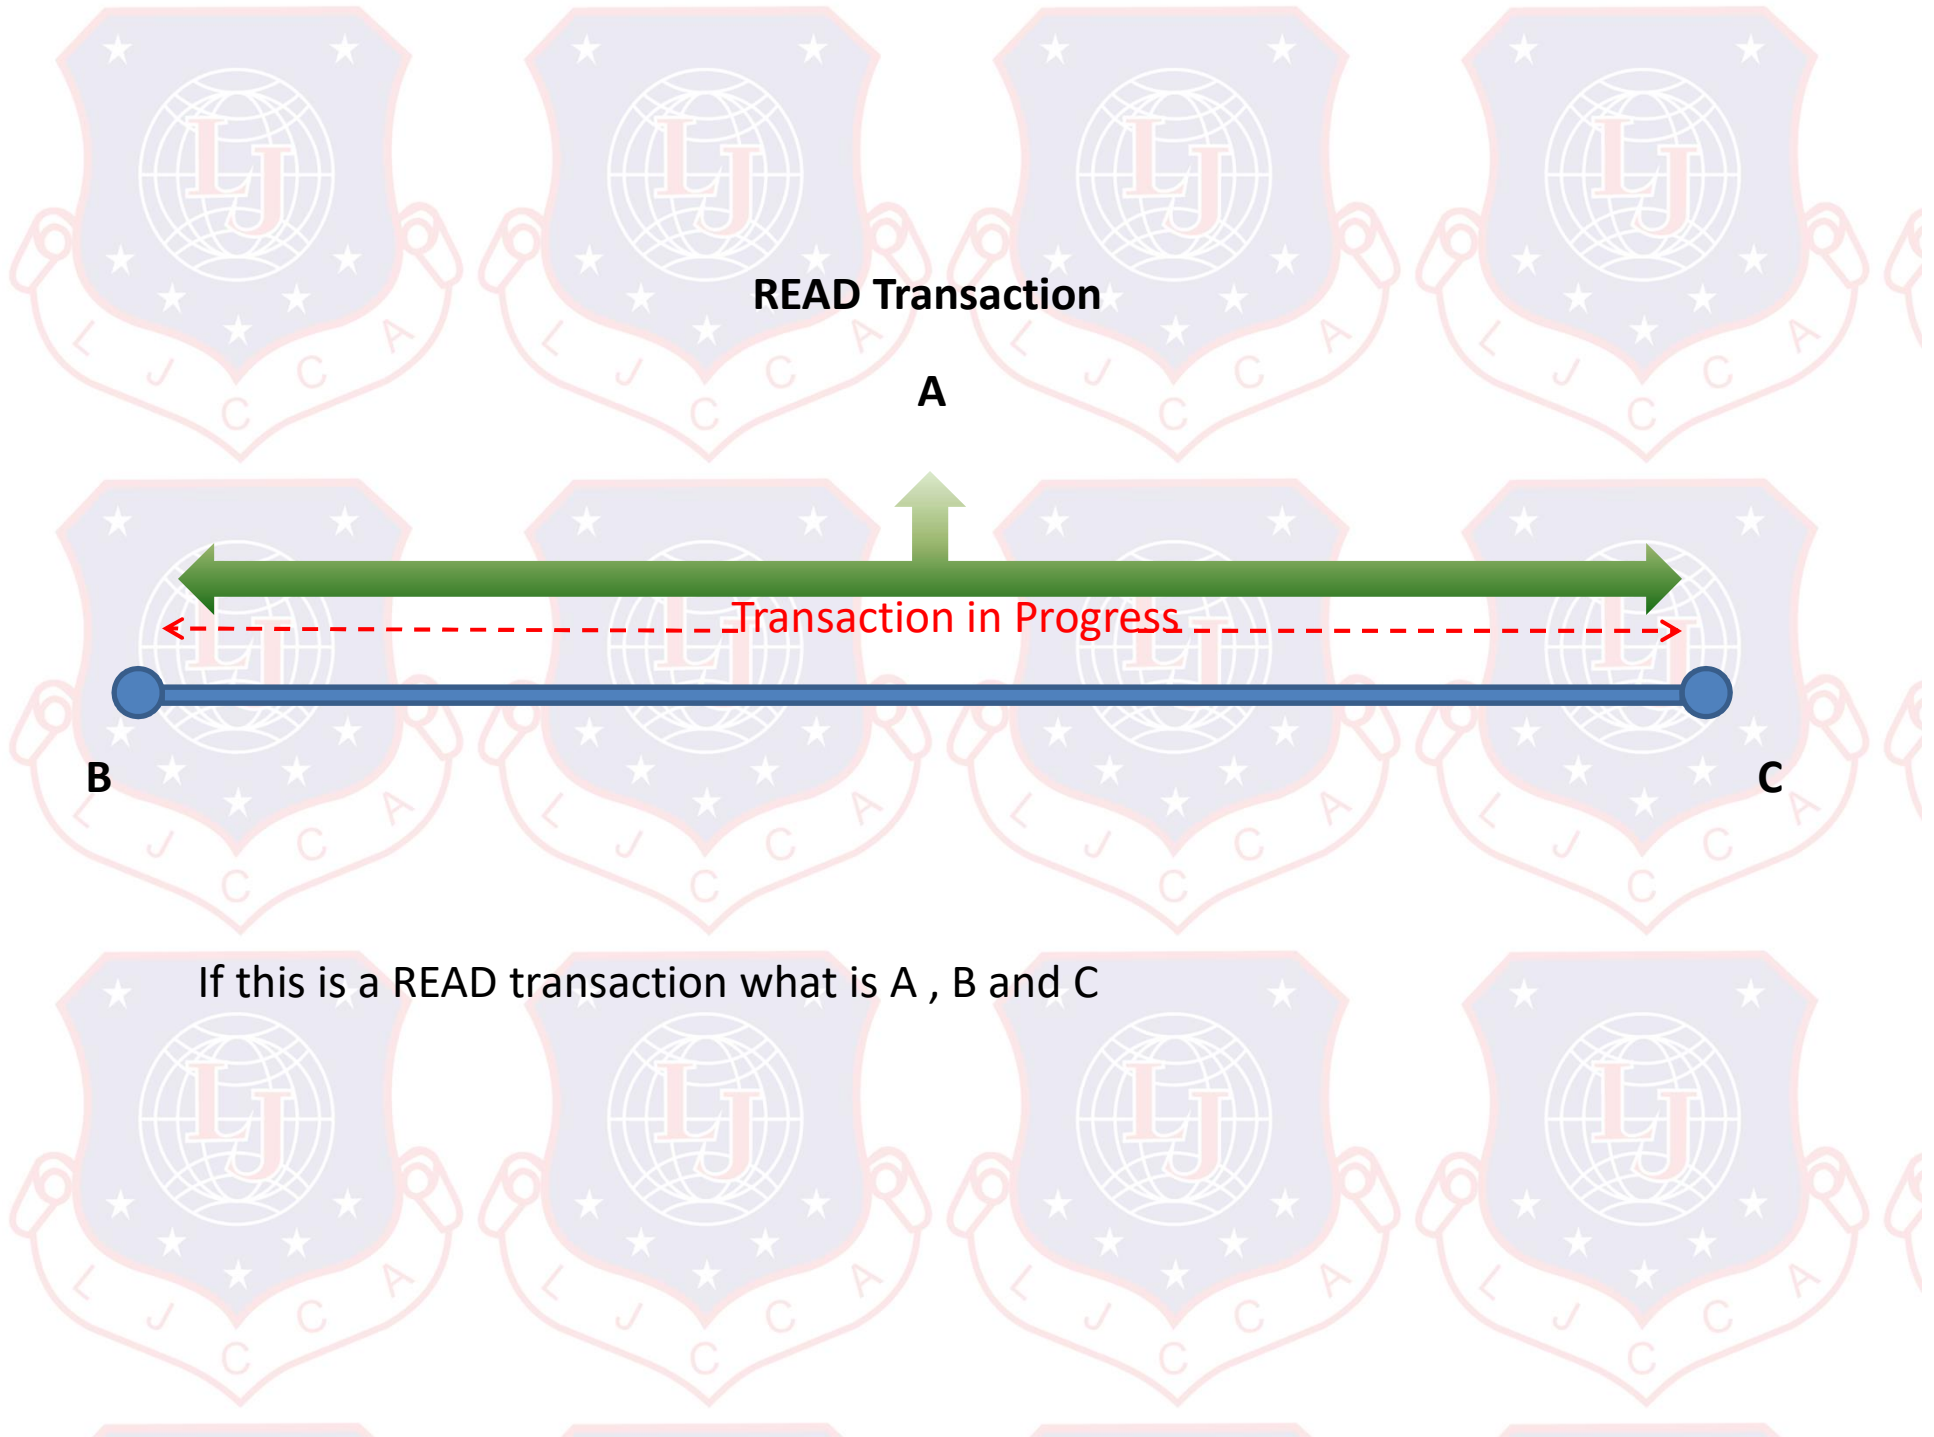 READ Transaction
A
Transaction in Progress
B
C
If this is a READ transaction what is A , B and C